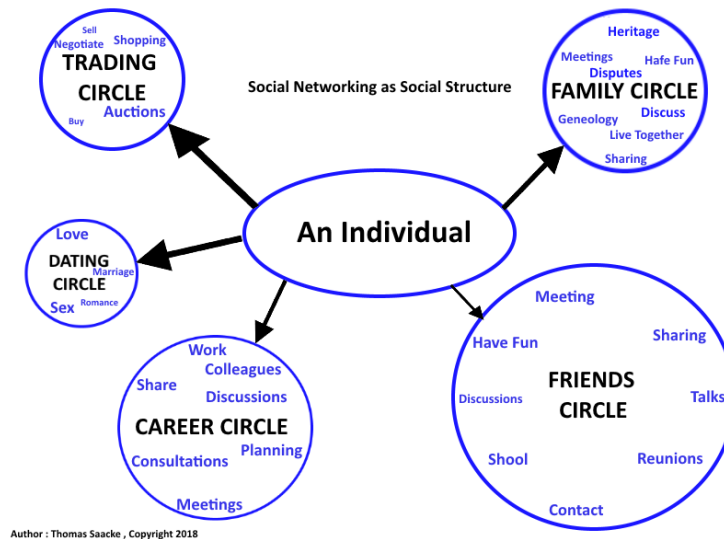 Social Networking as Social Structure
Sell
Negotiate
Shopping
TRADING
CIRCLE
Auctions
Buy
Heritage
Meetings
Hafe Fun
Disputes
FAMILY CIRCLE
Discuss
Geneology
Live Together
Sharing
An Individual
Love
DATING
Marriage
CIRCLE
Romance
Sex
Work
Colleagues
Share
Discussions
CAREER CIRCLE
Planning
Consultations
Meetings
Meeting
Sharing
Have Fun
FRIENDS
CIRCLE
Discussions
Talks
Shool
Reunions
Contact
Author : Thomas Saacke , Copyright 2018